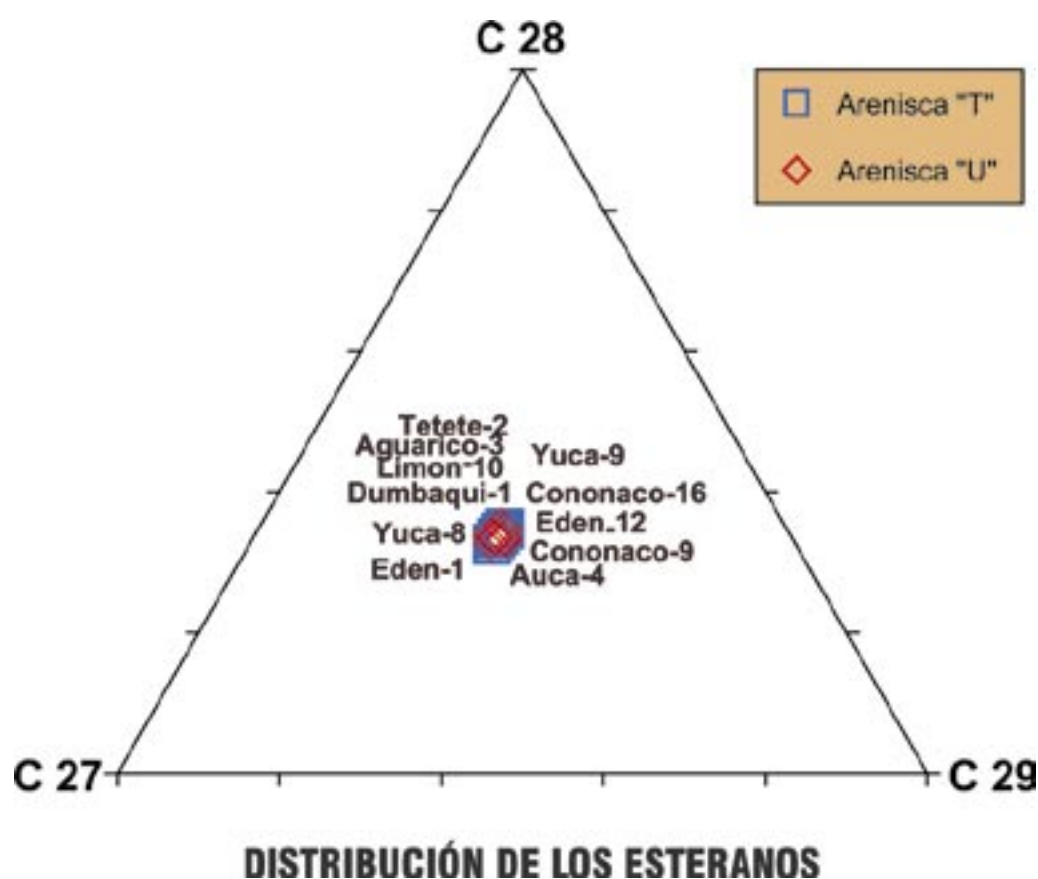 C 28
Arenisca "T"
Arenisca "U"
Tetete-2
Aguarico-3
Yuca-9
Limon-10
Dumbaqui-1
Cononaco-16
Eden-12
Yuca-8
Cononaco-9
Eden-1
Auca-4
C 27
C 29
DISTRIBUCIÓN DE LOS ESTERANOS